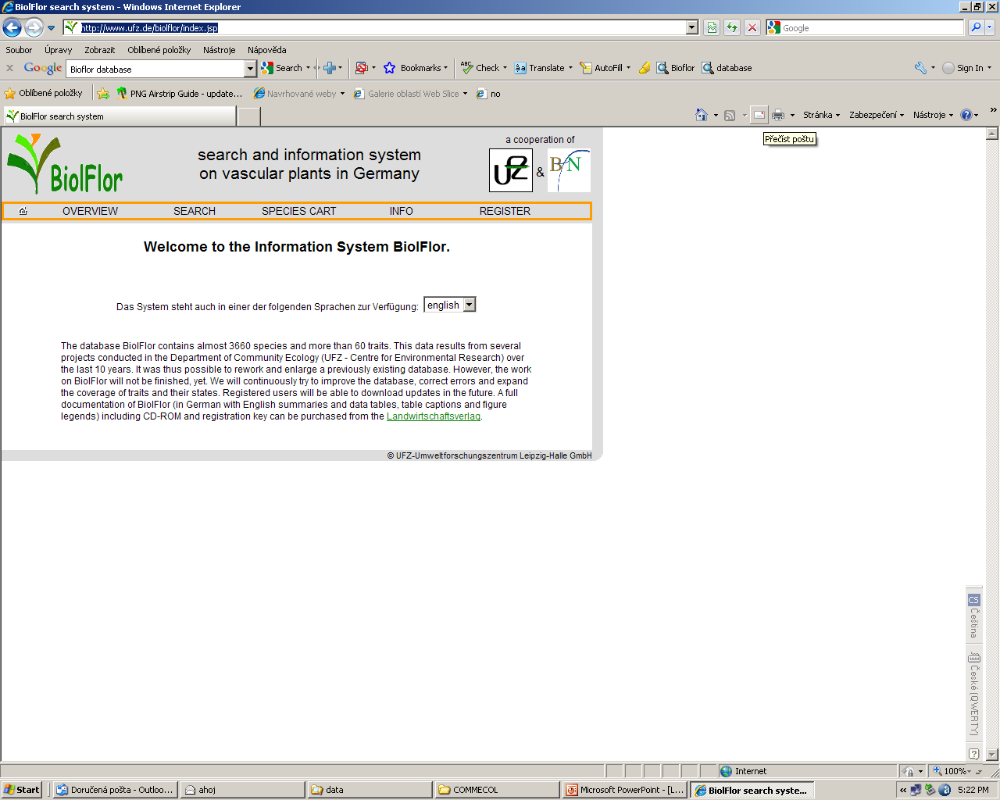 BiolFlor search system - Windows Internet Explorer
http://www.ufz.de/biolflor/index.jsp
Google
Soubor Úpravy Zobrazit Oblíbené položky Nástroje Nápověda
x Google Bioflor database Search Bookmarks ABC Check Translate AutoFill Bioflor database Sign In
Oblíbené položky PNG Airstrip Guide - update... Navrhované weby Galerie oblastí Web Slice no
BiolFlor search system Stránka Zabezpečení Nástroje »
Přečíst poštu
BiolFlor
search and information system
on vascular plants in Germany
a cooperation of
UFZ & BfN
OVERVIEW SEARCH SPECIES CART INFO REGISTER
Welcome to the Information System BiolFlor.
Das System steht auch in einer der folgenden Sprachen zur Verfügung: english
The database BiolFlor contains almost 3660 species and more than 60 traits. This data results from several
projects conducted in the Department of Community Ecology (UFZ - Centre for Environmental Research) over
the last 10 years. It was thus possible to rework and enlarge a previously existing database. However, the work
on BiolFlor will not be finished, yet. We will continuously try to improve the database, correct errors and expand
the coverage of traits and their states. Registered users will be able to download updates in the future. A full
documentation of BiolFlor (in German with English summaries and data tables, table captions and figure
legends) including CD-ROM and registration key can be purchased from the Landwirtschaftsverlag.
© UFZ-Umweltforschungszentrum Leipzig-Halle GmbH
CS Čeština
České (QWERTY)
Internet 100%
Start Doručená pošta - Outloo... ahoj data COMMECOL Microsoft PowerPoint - [L... BiolFlor search syste... « 5:22 PM